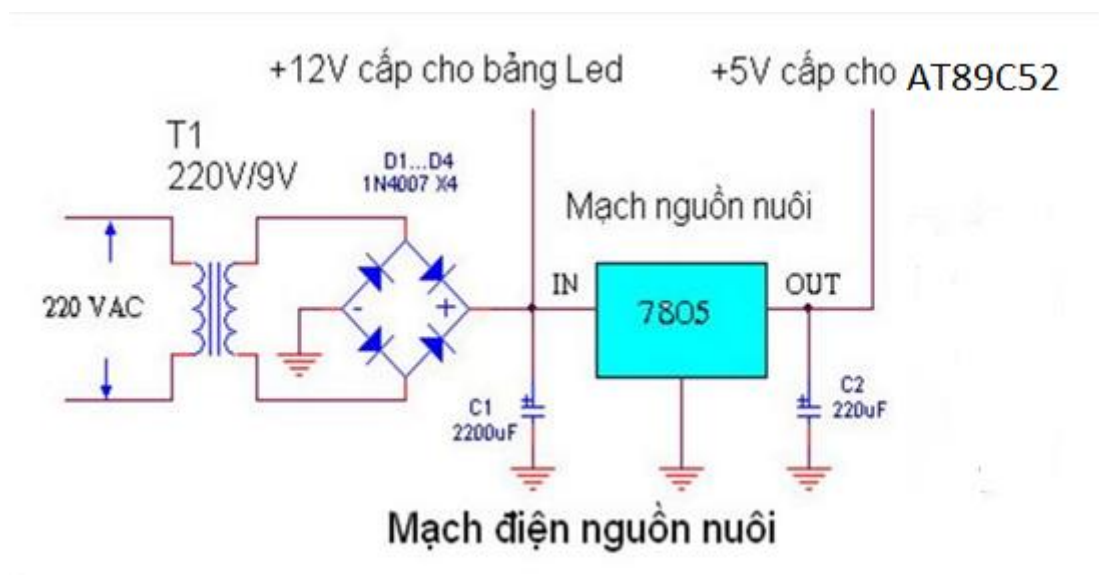 +12V cấp cho bảng Led
+5V cấp cho AT89C52
T1
220V/9V
D1...D4
1N4007 X4
Mạch nguồn nuôi
220 VAC
-
+
IN
7805
OUT
C1
2200uF
+
C2
220uF
+
Mạch điện nguồn nuôi